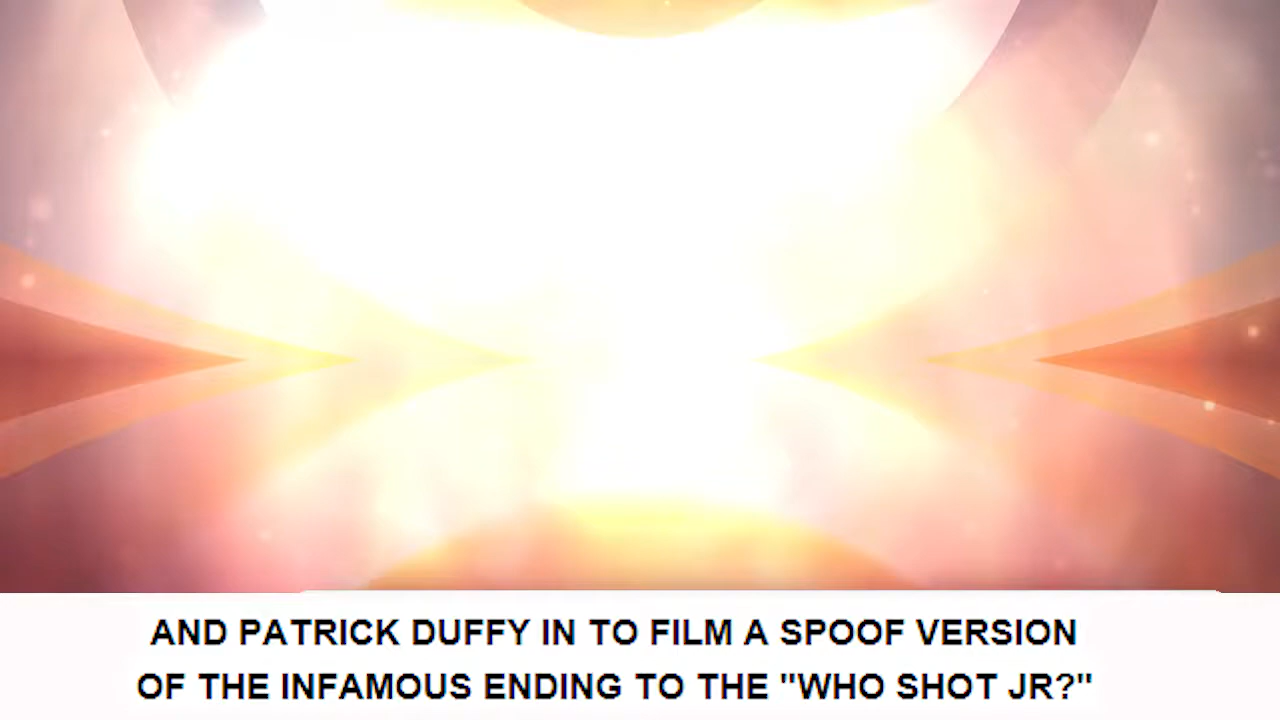 AND PATRICK DUFFY IN TO FILM A SPOOF VERSION
OF THE INFAMOUS ENDING TO THE "WHO SHOT JR?"